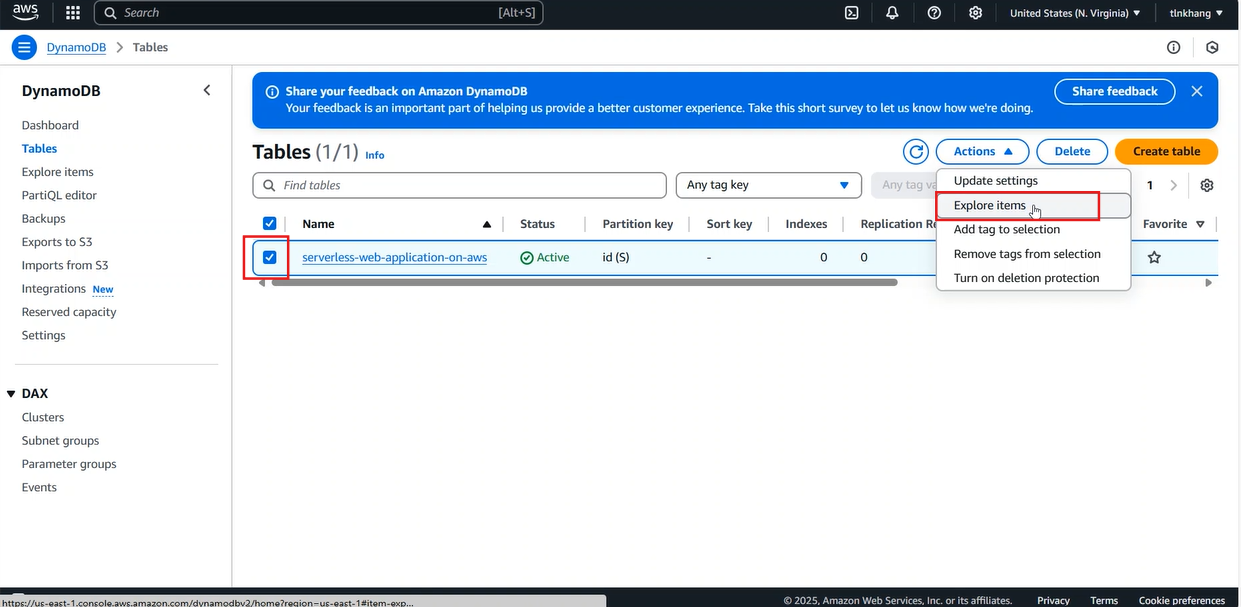 aws
Search [Alt+S]
United States (N. Virginia)
tlnkhang
DynamoDB > Tables
DynamoDB
Dashboard
Tables
Explore items
PartiQL editor
Backups
Exports to S3
Imports from S3
Integrations New
Reserved capacity
Settings
DAX
Clusters
Subnet groups
Parameter groups
Events
Share your feedback on Amazon DynamoDB
Your feedback is an important part of helping us provide a better customer experience. Take this short survey to let us know how we're doing.
Share feedback
Tables (1/1) Info
Actions
Delete
Create table
Find tables
Any tag key
Any tag va
1
Update settings
Explore items
Add tag to selection
Remove tags from selection
Turn on deletion protection
Name Status Partition key Sort key Indexes Replication Re Favorite
serverless-web-application-on-aws Active id (S) - 0 0
https://us-east-1.console.aws.amazon.com/dynamodbv2/home?region=us-east-1#item-exp...
© 2025, Amazon Web Services, Inc. or its affiliates. Privacy Terms Cookie preferences